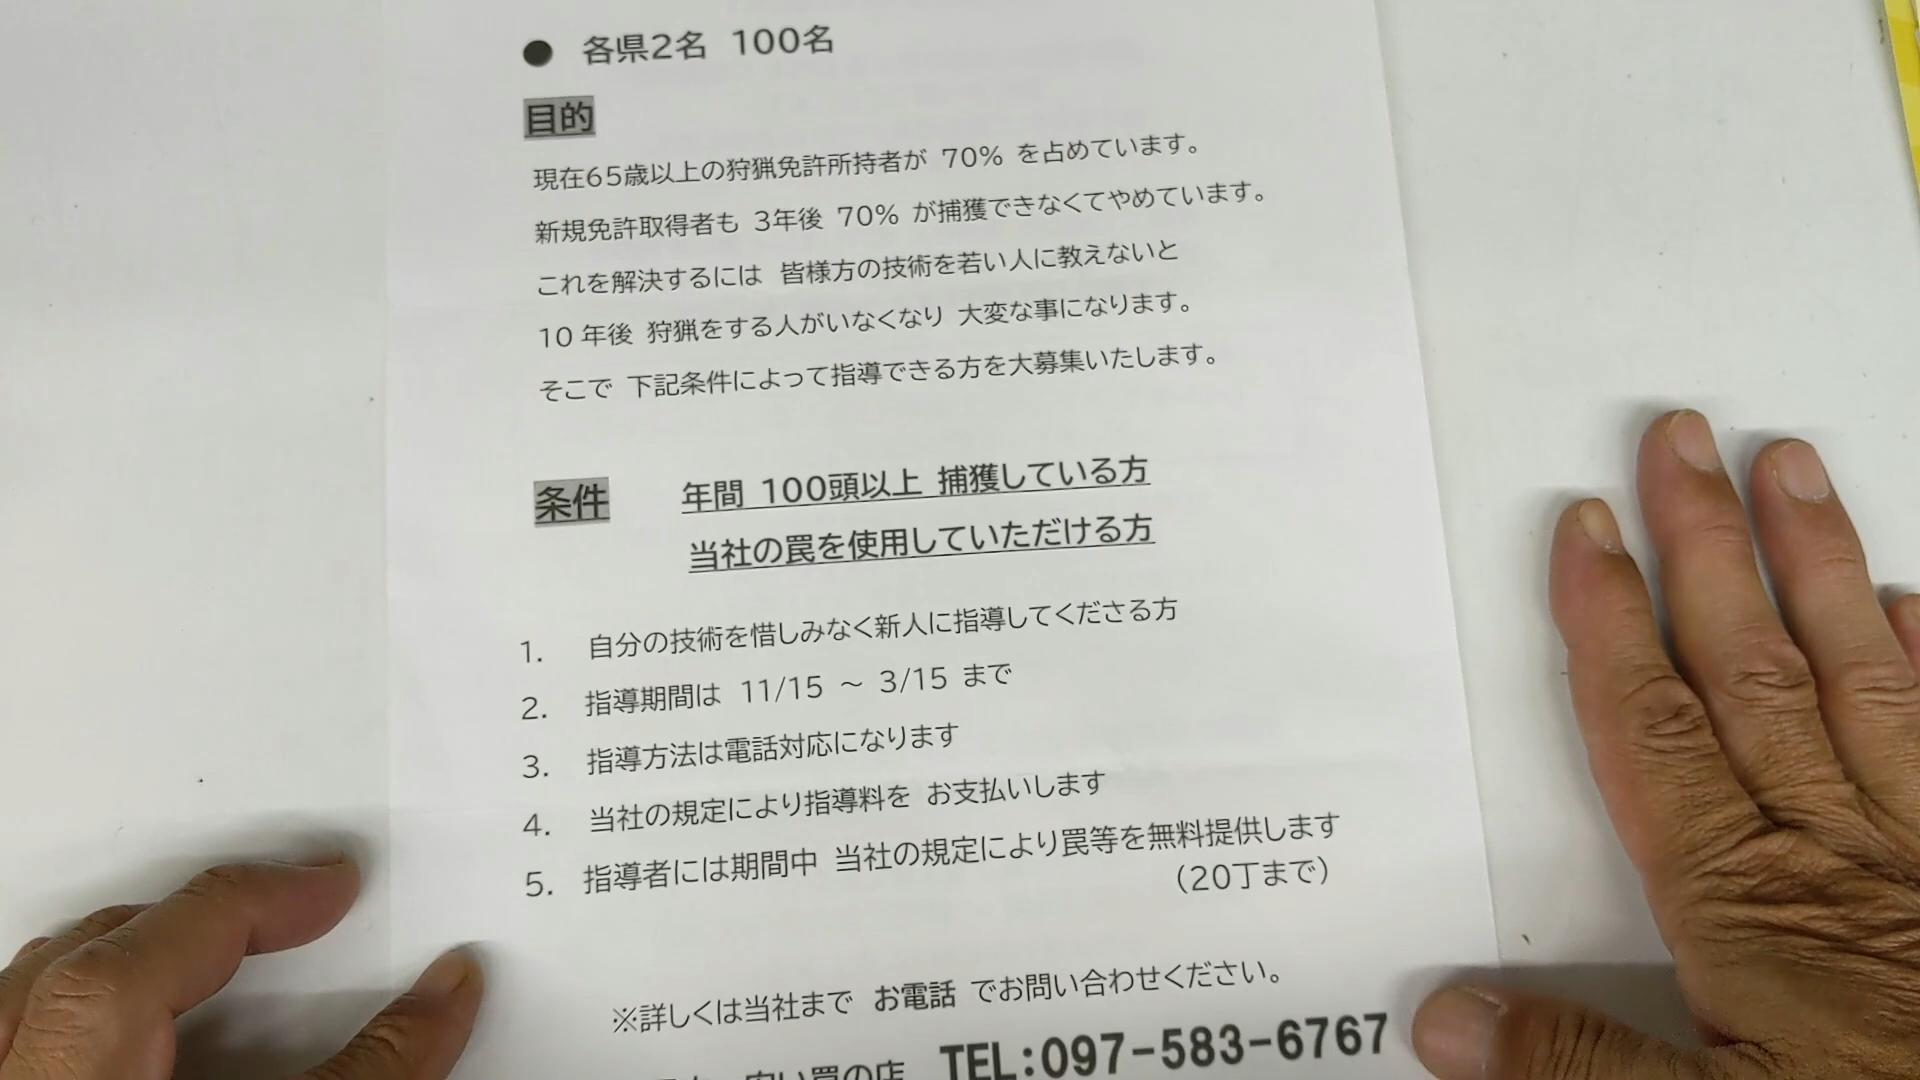 ● 各県2名 100名
目的
現在65歳以上の狩猟免許所持者が 70% を占めています。
新規免許取得者も 3年後 70% が捕獲できなくてやめています。
これを解決するには 皆様方の技術を若い人に教えないと
10年後 狩猟をする人がいなくなり 大変な事になります。
そこで 下記条件によって指導できる方を大募集いたします。
条件 年間 100頭以上 捕獲している方
当社の罠を使用していただける方
1. 自分の技術を惜しみなく新人に指導してくださる方
2. 指導期間は 11/15 ～ 3/15 まで
3. 指導方法は電話対応になります
4. 当社の規定により指導料を お支払いします
5. 指導者には期間中 当社の規定により罠等を無料提供します
（20丁まで）
※詳しくは当社まで お電話 でお問い合わせください。
安い罠の店 TEL:097-583-6767